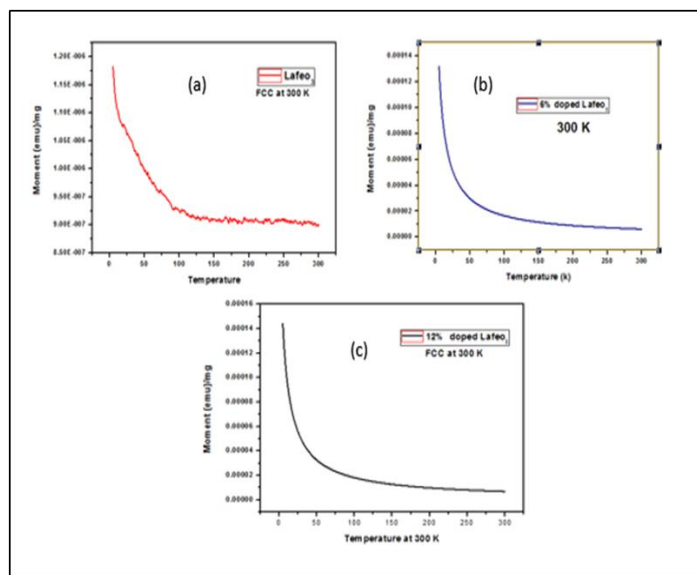 (a)
Lafeo3
FCC at 300 K
1.20E-006
1.15E-006
1.10E-006
1.05E-006
1.00E-006
9.50E-007
9.00E-007
8.50E-007
Moment (emu)/mg
0 50 100 150 200 250 300
Temperature
(b)
6% doped Lafeo3
300 K
0.00014
0.00012
0.00010
0.00008
0.00006
0.00004
0.00002
0.00000
Moment (emu)/mg
0 50 100 150 200 250 300
Temperature (k)
(c)
12% doped Lafeo3
FCC at 300 K
0.00016
0.00014
0.00012
0.00010
0.00008
0.00006
0.00004
0.00002
0.00000
Moment (emu)/mg
0 50 100 150 200 250 300
Temperature at 300 K